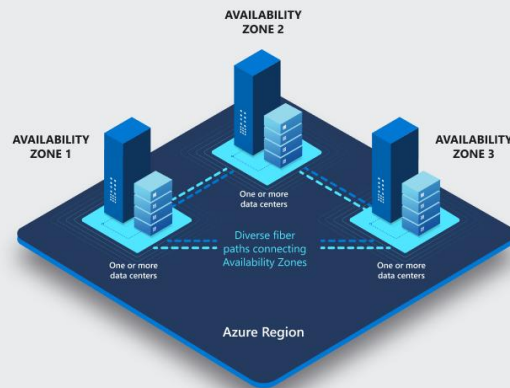 AVAILABILITY
ZONE 2
AVAILABILITY
ZONE 1
AVAILABILITY
ZONE 3
One or more
data centers
Diverse fiber
paths connecting
Availability Zones
One or more
data centers
One or more
data centers
Azure Region